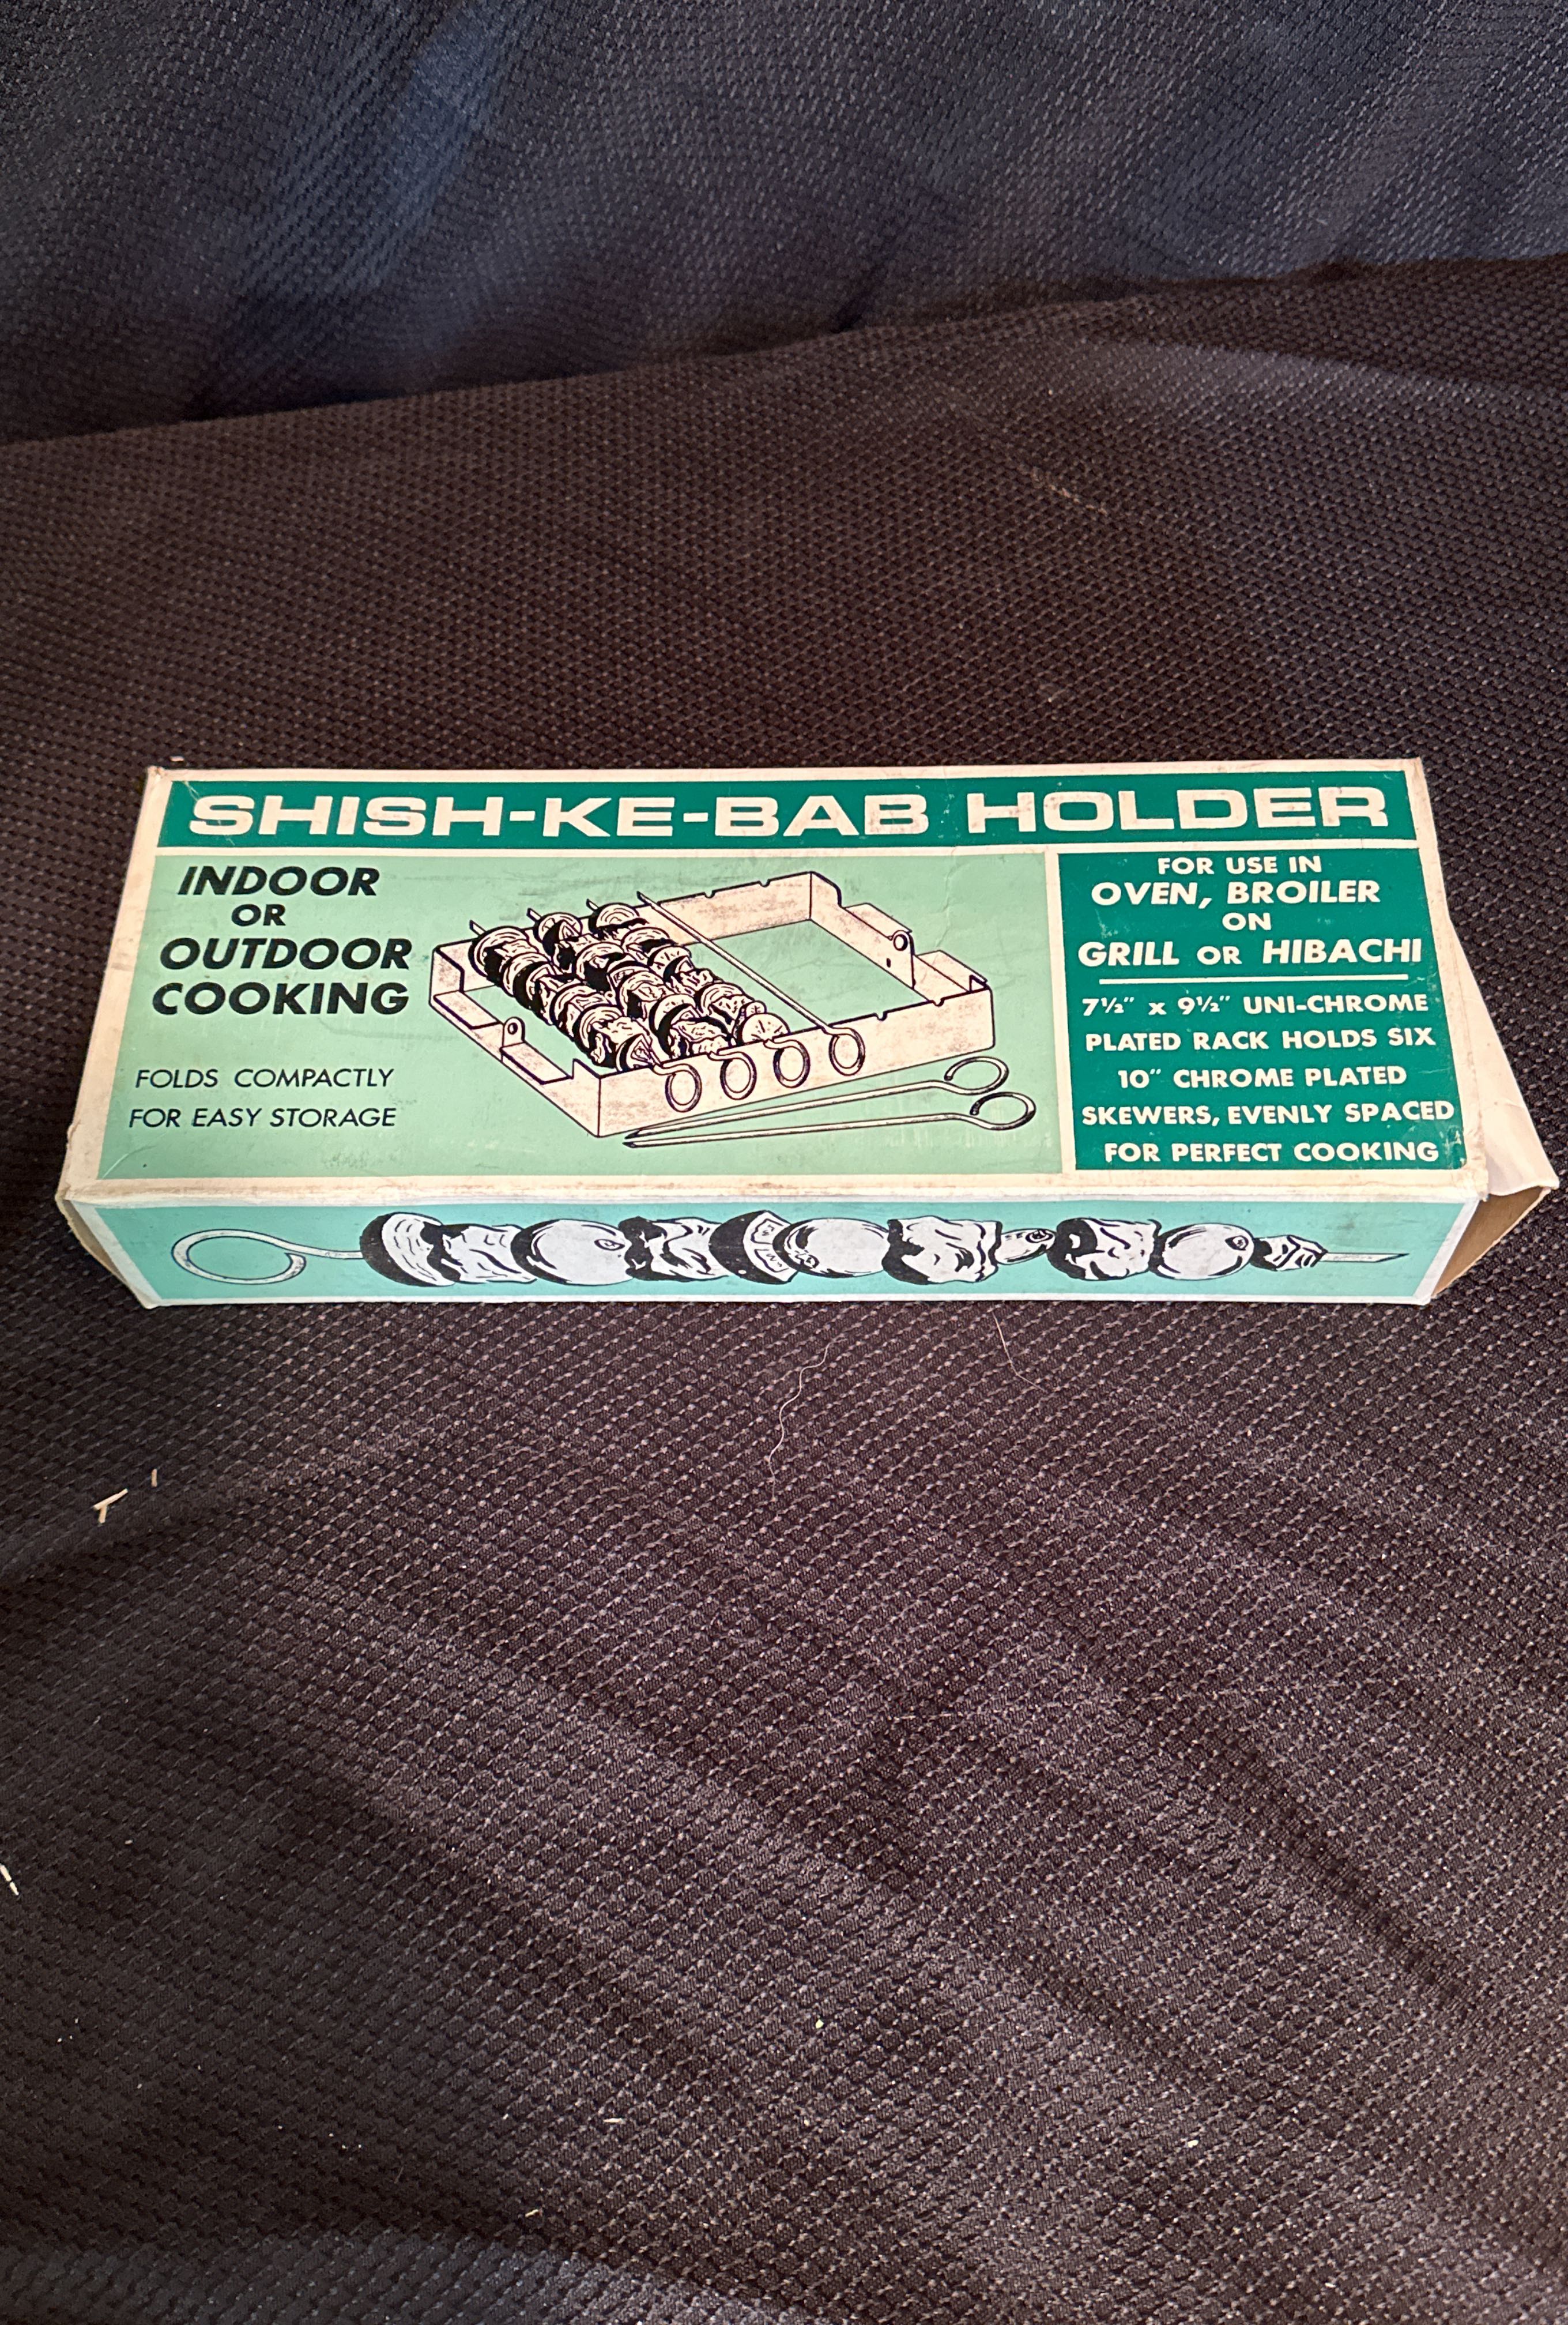 SHISH-KE-BAB HOLDER
INDOOR
OR
OUTDOOR
COOKING
FOLDS COMPACTLY
FOR EASY STORAGE
FOR USE IN
OVEN, BROILER
ON
GRILL OR HIBACHI
7½" x 9½" UNI-CHROME
PLATED RACK HOLDS SIX
10" CHROME PLATED
SKEWERS, EVENLY SPACED
FOR PERFECT COOKING